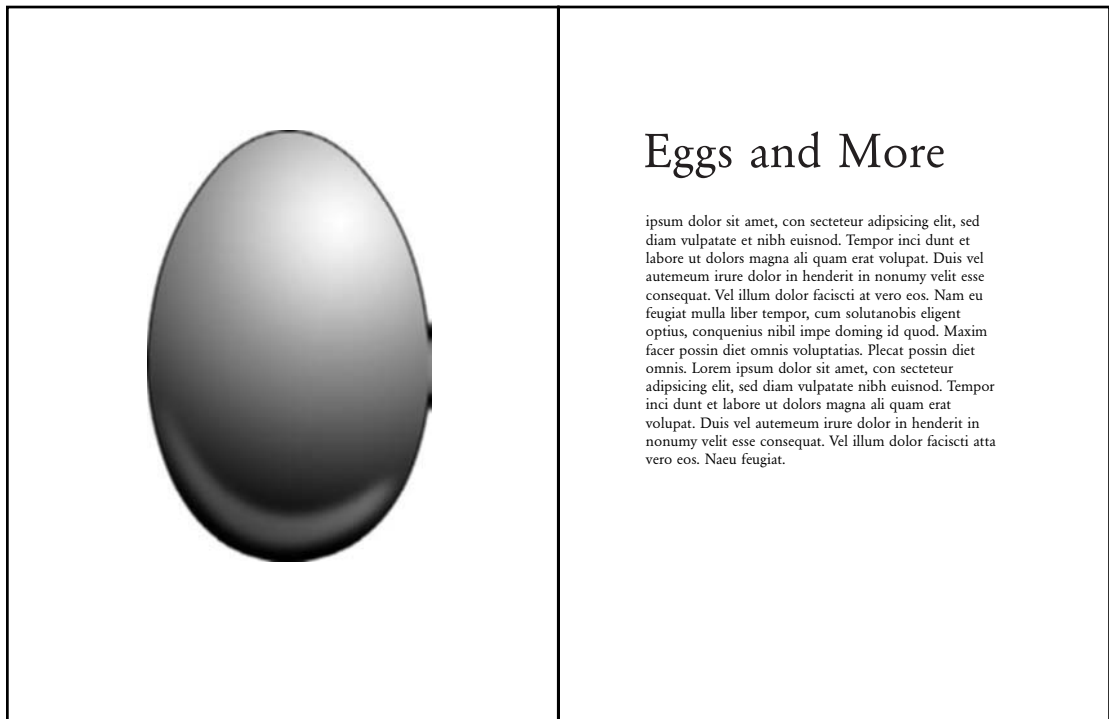 Eggs and More
ipsum dolor sit amet, con secteteur adipsicing elit, sed
diam vulpatate et nibh euisnod. Tempor inci dunt et
labore ut dolors magna ali quam erat volupat. Duis vel
autemeum irure dolor in henderit in nonumy velit esse
consequat. Vel illum dolor faciscti at vero eos. Nam eu
feugiat mulla liber tempor, cum solutanobis eligent
optius, conquenius nibil impe doming id quod. Maxim
facer possin diet omnis voluptatias. Plecat possin diet
omnis. Lorem ipsum dolor sit amet, con secteteur
adipsicing elit, sed diam vulpatate nibh euisnod. Tempor
inci dunt et labore ut dolors magna ali quam erat
volupat. Duis vel autemeum irure dolor in henderit in
nonumy velit esse consequat. Vel illum dolor faciscti atta
vero eos. Naeu feugiat.